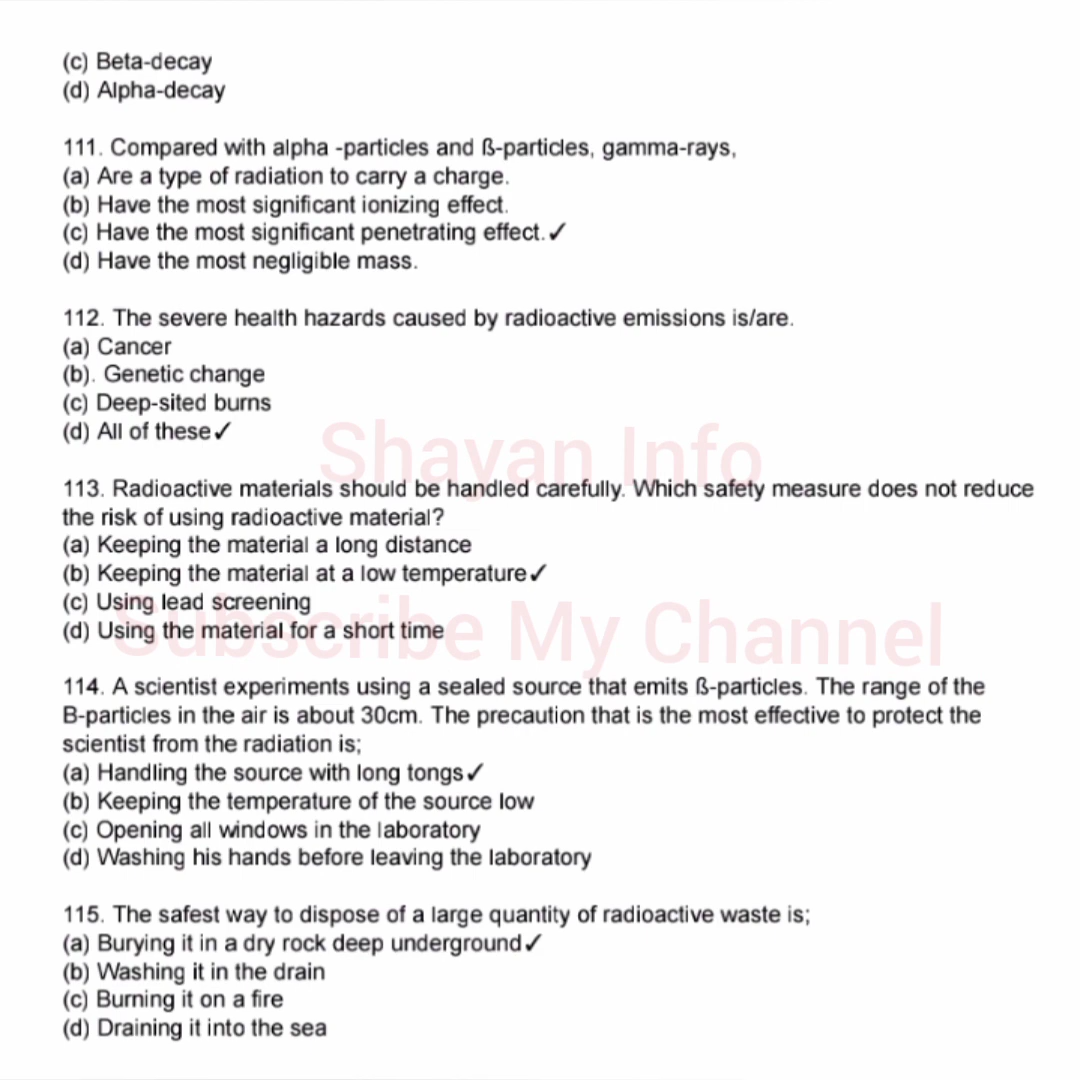 (c) Beta-decay
(d) Alpha-decay
111. Compared with alpha -particles and ß-particles, gamma-rays,
(a) Are a type of radiation to carry a charge.
(b) Have the most significant ionizing effect.
(c) Have the most significant penetrating effect.✓
(d) Have the most negligible mass.
112. The severe health hazards caused by radioactive emissions is/are.
(a) Cancer
(b). Genetic change
(c) Deep-sited burns
(d) All of these✓
Shayan Info
113. Radioactive materials should be handled carefully. Which safety measure does not reduce
the risk of using radioactive material?
(a) Keeping the material a long distance
(b) Keeping the material at a low temperature✓
(c) Using lead screening
Subscribe My Channel
(d) Using the material for a short time
114. A scientist experiments using a sealed source that emits ß-particles. The range of the
B-particles in the air is about 30cm. The precaution that is the most effective to protect the
scientist from the radiation is;
(a) Handling the source with long tongs✓
(b) Keeping the temperature of the source low
(c) Opening all windows in the laboratory
(d) Washing his hands before leaving the laboratory
115. The safest way to dispose of a large quantity of radioactive waste is;
(a) Burying it in a dry rock deep underground✓
(b) Washing it in the drain
(c) Burning it on a fire
(d) Draining it into the sea